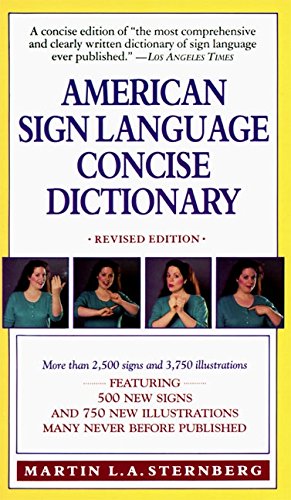 A concise edition of “the most comprehensive
and clearly written dictionary of sign language
ever published.” —LOS ANGELES TIMES
AMERICAN
SIGN LANGUAGE
CONCISE
DICTIONARY
• REVISED EDITION •
More than 2,500 signs and 3,750 illustrations
FEATURING
500 NEW SIGNS
AND 750 NEW ILLUSTRATIONS
MANY NEVER BEFORE PUBLISHED
MARTIN L.A. STERNBERG